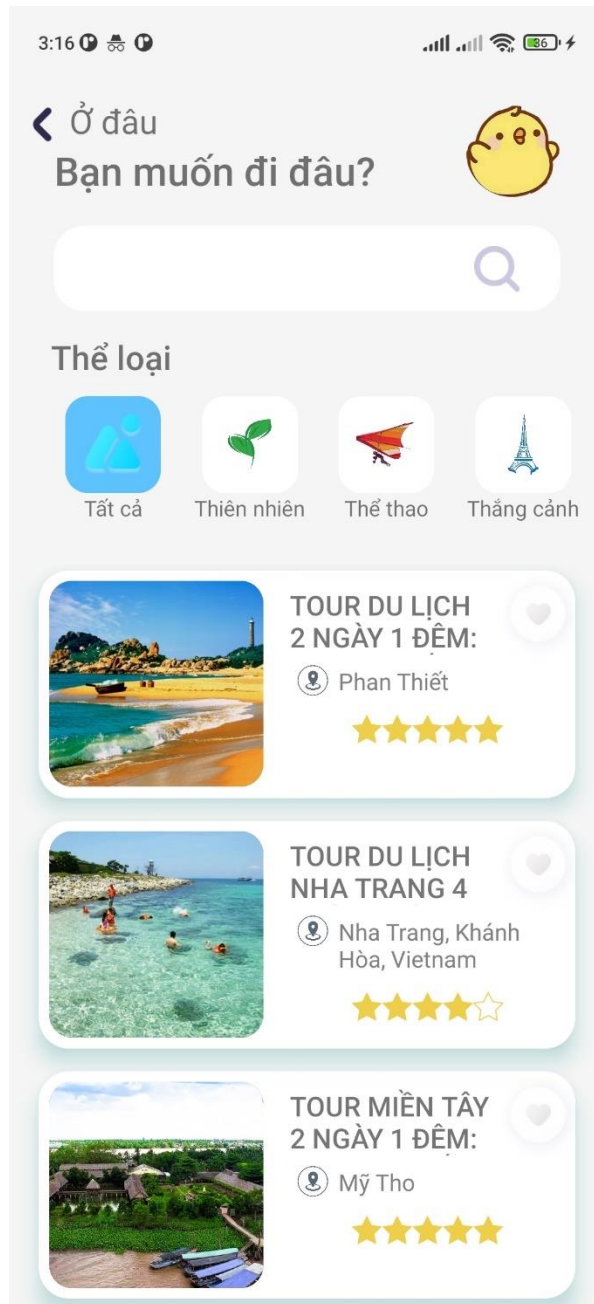 3:16
36
Ở đâu
Bạn muốn đi đâu?
Thể loại
Tất cả
Thiên nhiên
Thể thao
Thắng cảnh
TOUR DU LỊCH
2 NGÀY 1 ĐÊM:
Phan Thiết
TOUR DU LỊCH
NHA TRANG 4
Nha Trang, Khánh
Hòa, Vietnam
TOUR MIỀN TÂY
2 NGÀY 1 ĐÊM:
Mỹ Tho